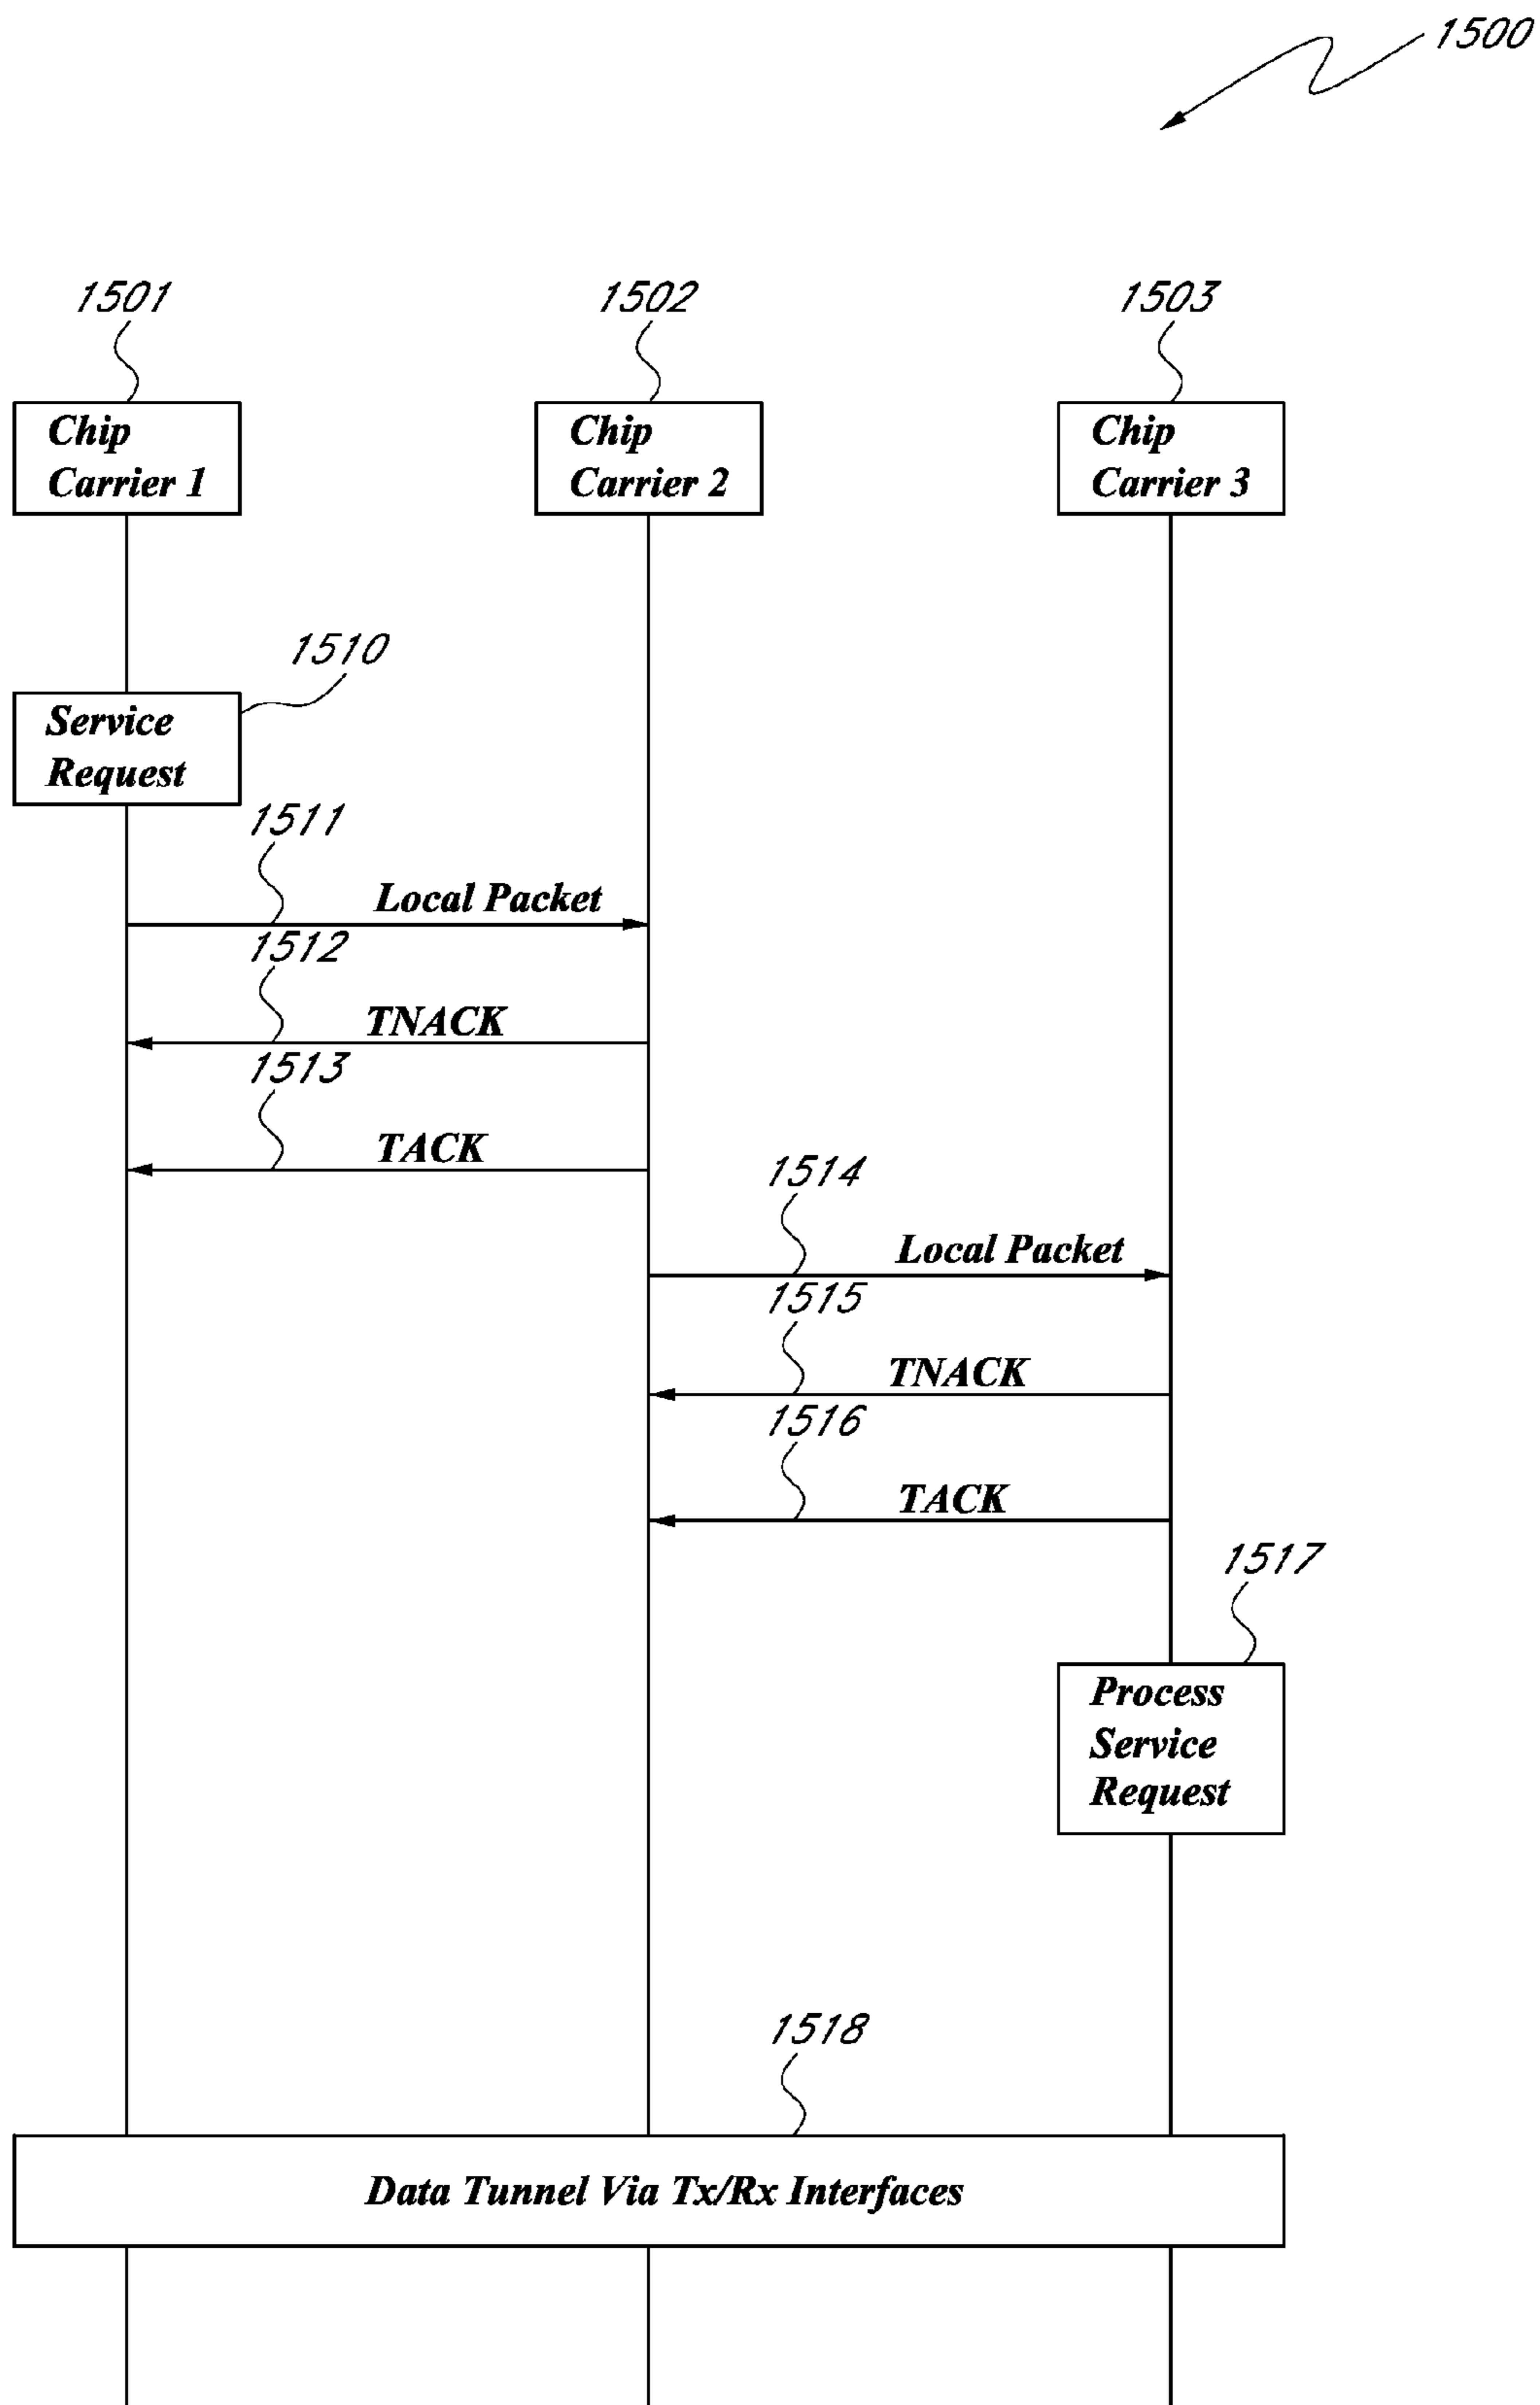 1500
1501
1502
1503
Chip
Carrier 1
Chip
Carrier 2
Chip
Carrier 3
1510
Service
Request
1511
Local Packet
1512
TNACK
1513
TACK
1514
Local Packet
1515
TNACK
1516
TACK
1517
Process
Service
Request
1518
Data Tunnel Via Tx/Rx Interfaces